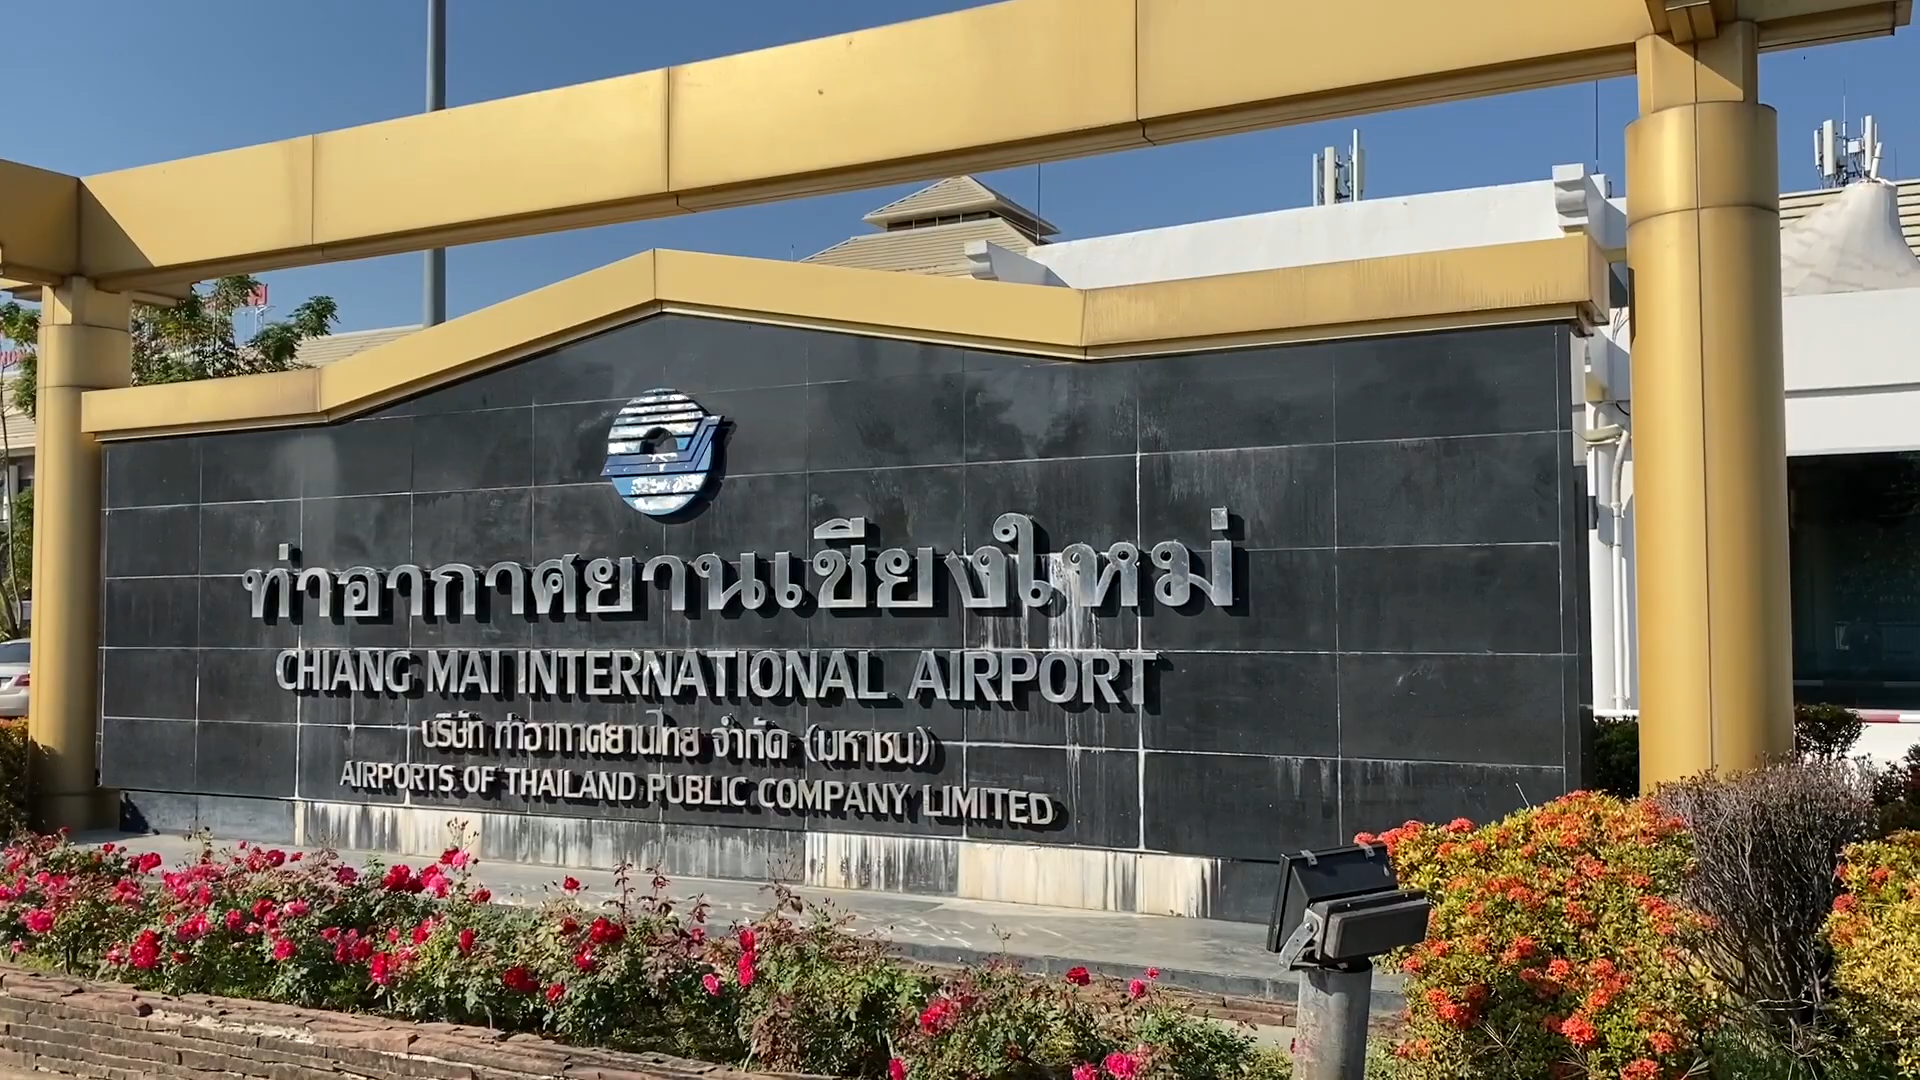 ท่าอากาศยานเชียงใหม่
CHIANG MAI INTERNATIONAL AIRPORT
บริษัท ท่าอากาศยานไทย จำกัด (มหาชน)
AIRPORTS OF THAILAND PUBLIC COMPANY LIMITED